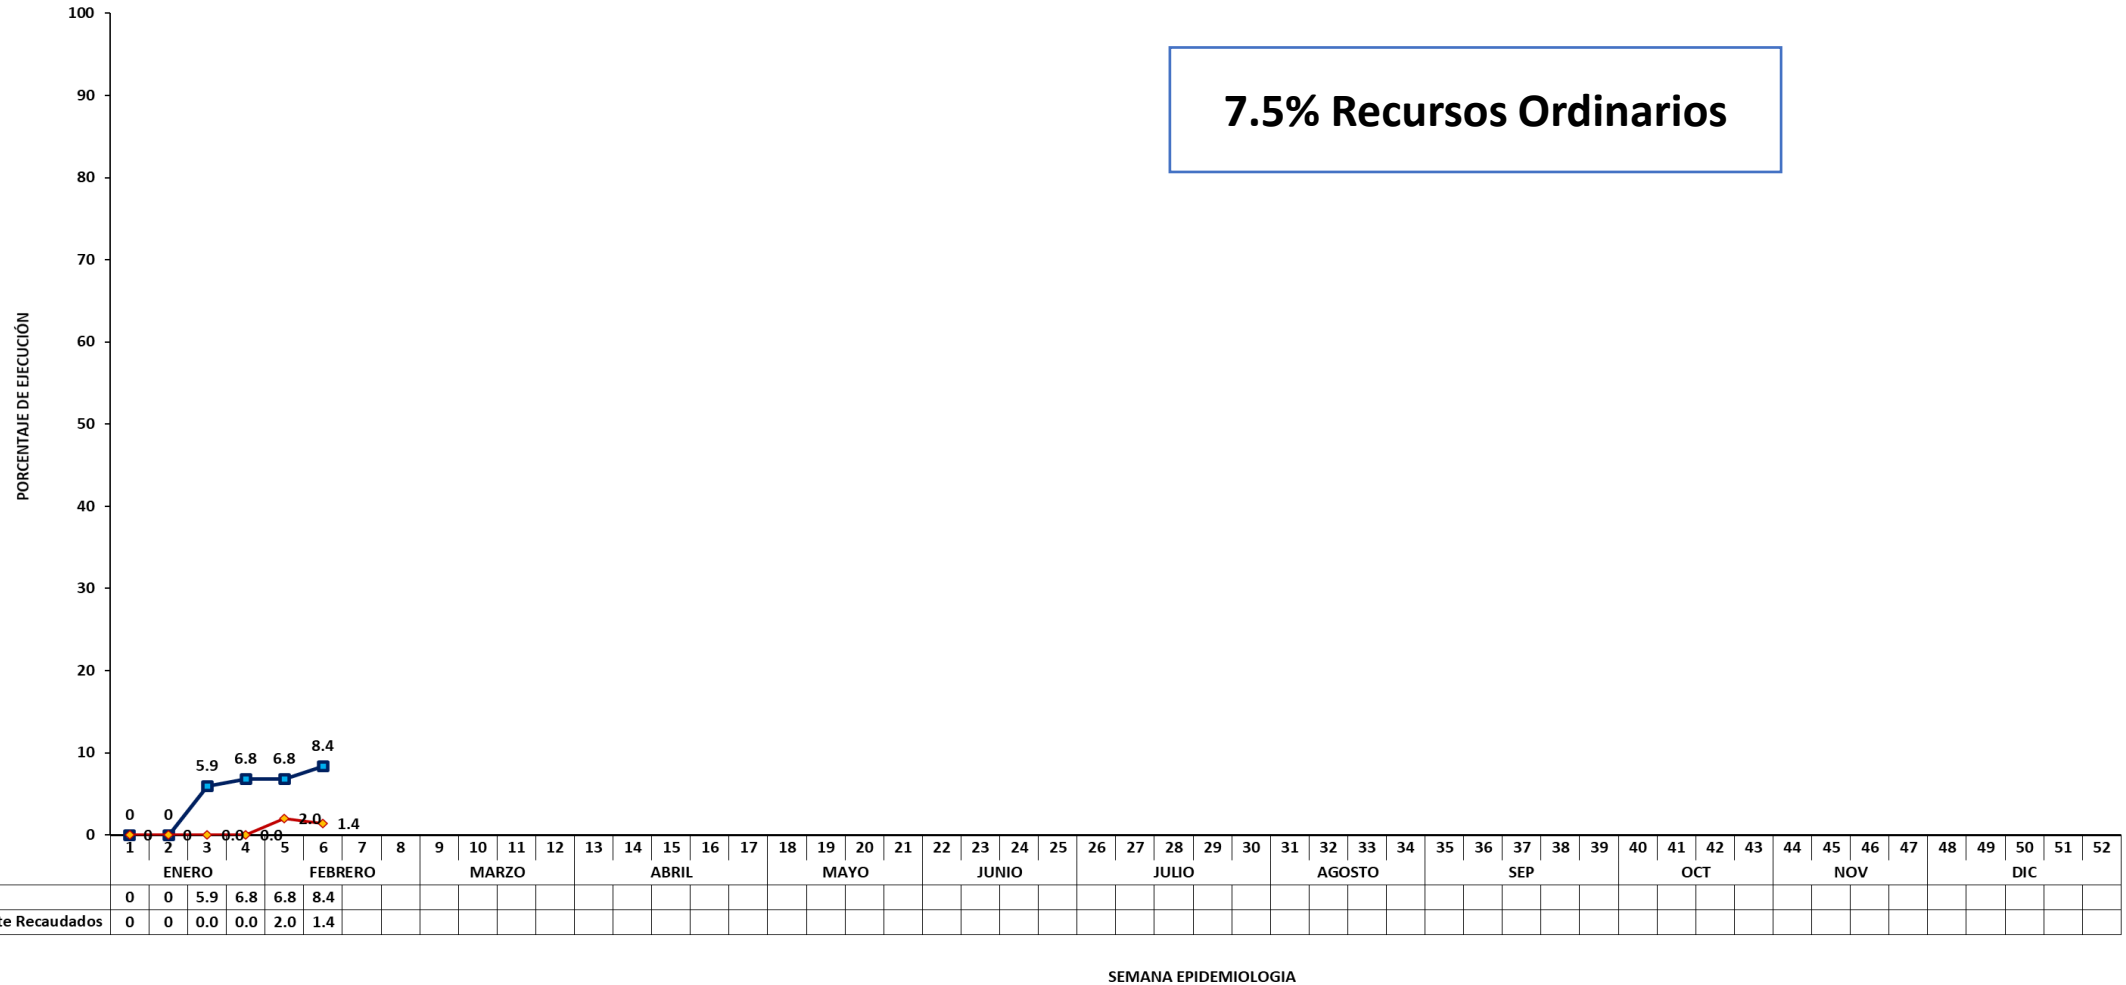 100
90
80
70
60
50
40
30
20
10
0
PORCENTAJE DE EJECUCIÓN
7.5% Recursos Ordinarios
0 0 5.9 6.8 6.8 8.4
0 0 0.0 0.0 2.0 1.4
1 2 3 4 5 6 7 8 9 10 11 12 13 14 15 16 17 18 19 20 21 22 23 24 25 26 27 28 29 30 31 32 33 34 35 36 37 38 39 40 41 42 43 44 45 46 47 48 49 50 51 52
ENERO FEBRERO MARZO ABRIL MAYO JUNIO JULIO AGOSTO SEP OCT NOV DIC
0 0 5.9 6.8 6.8 8.4
te Recaudados 0 0 0.0 0.0 2.0 1.4
SEMANA EPIDEMIOLOGIA